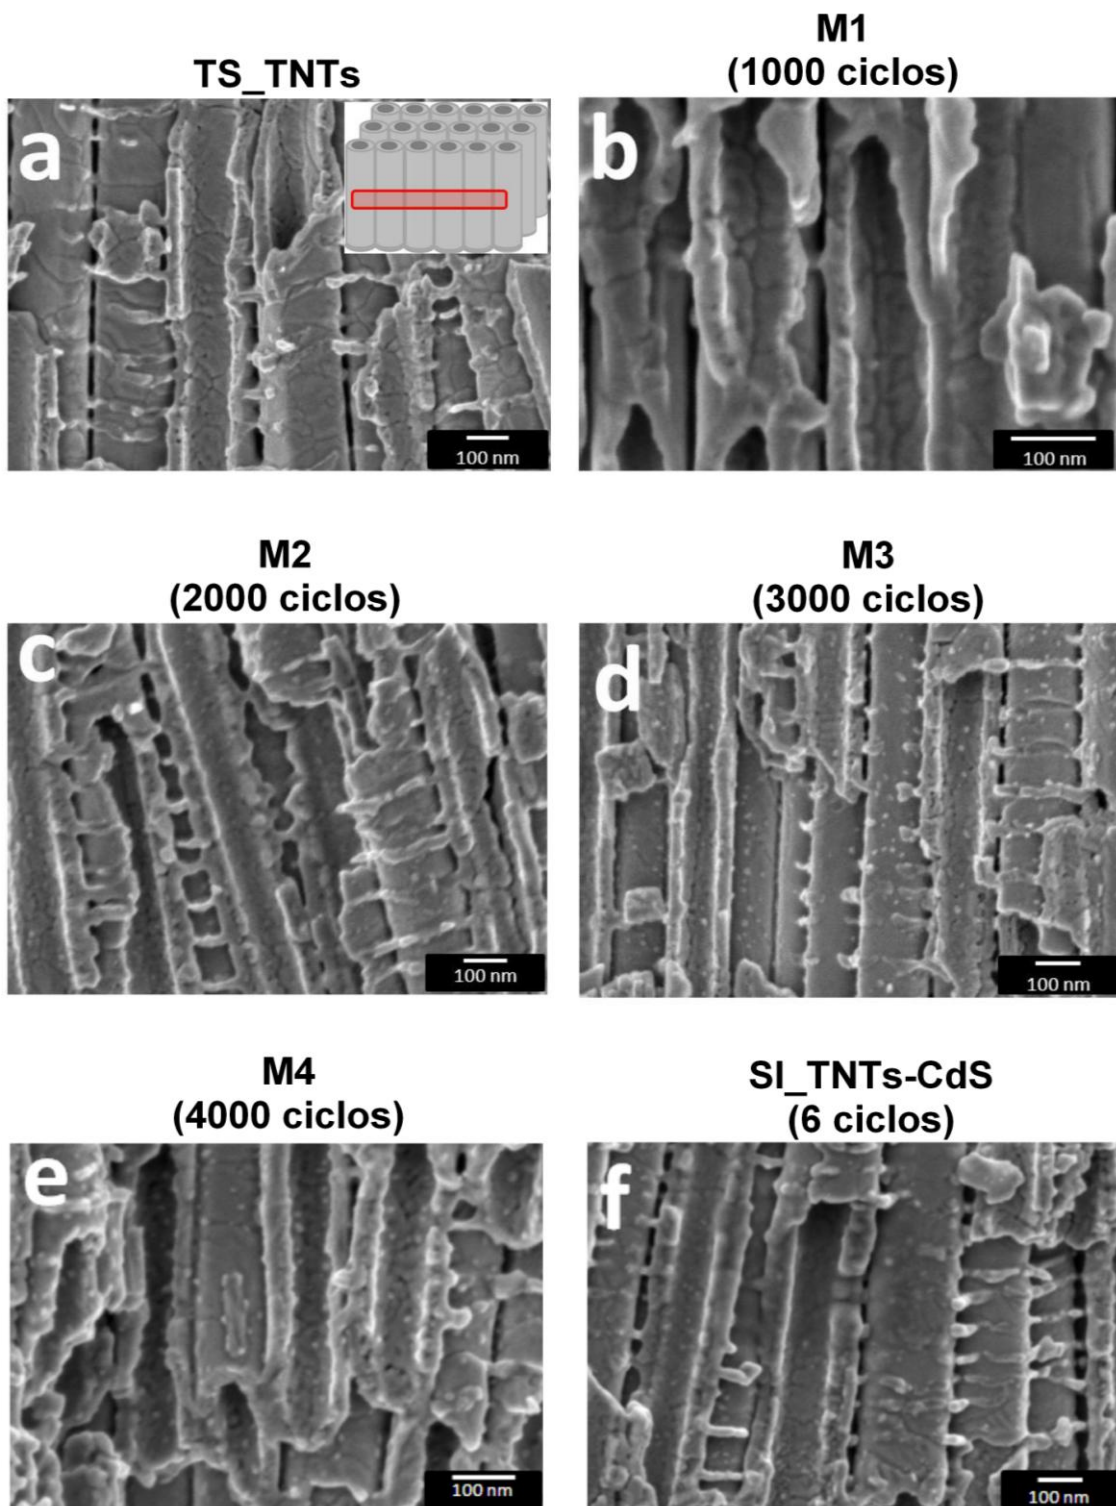 TS_TNTs
M1
(1000 ciclos)
a
100 nm
b
100 nm
M2
(2000 ciclos)
M3
(3000 ciclos)
c
100 nm
d
100 nm
M4
(4000 ciclos)
SI_TNTs-CdS
(6 ciclos)
e
100 nm
f
100 nm